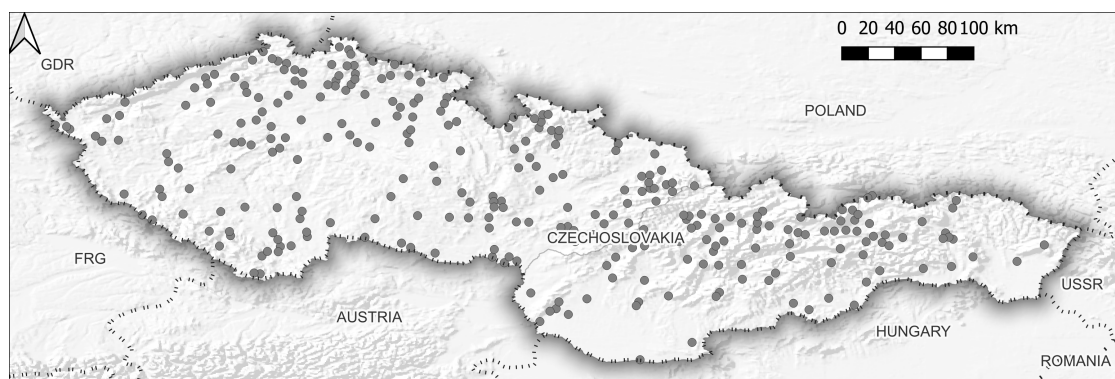 0 20 40 60 80 100 km
GDR
POLAND
CZECHOSLOVAKIA
FRG
USSR
AUSTRIA
HUNGARY
ROMANIA